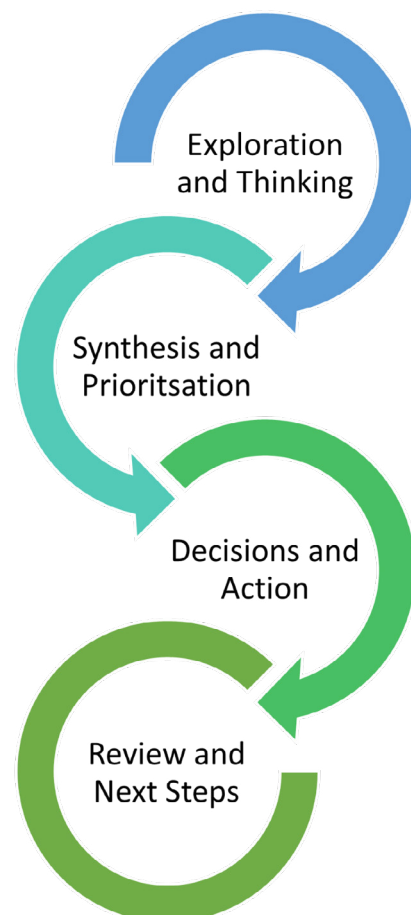 Exploration
and Thinking
Synthesis and
Prioritsation
Decisions and
Action
Review and
Next Steps